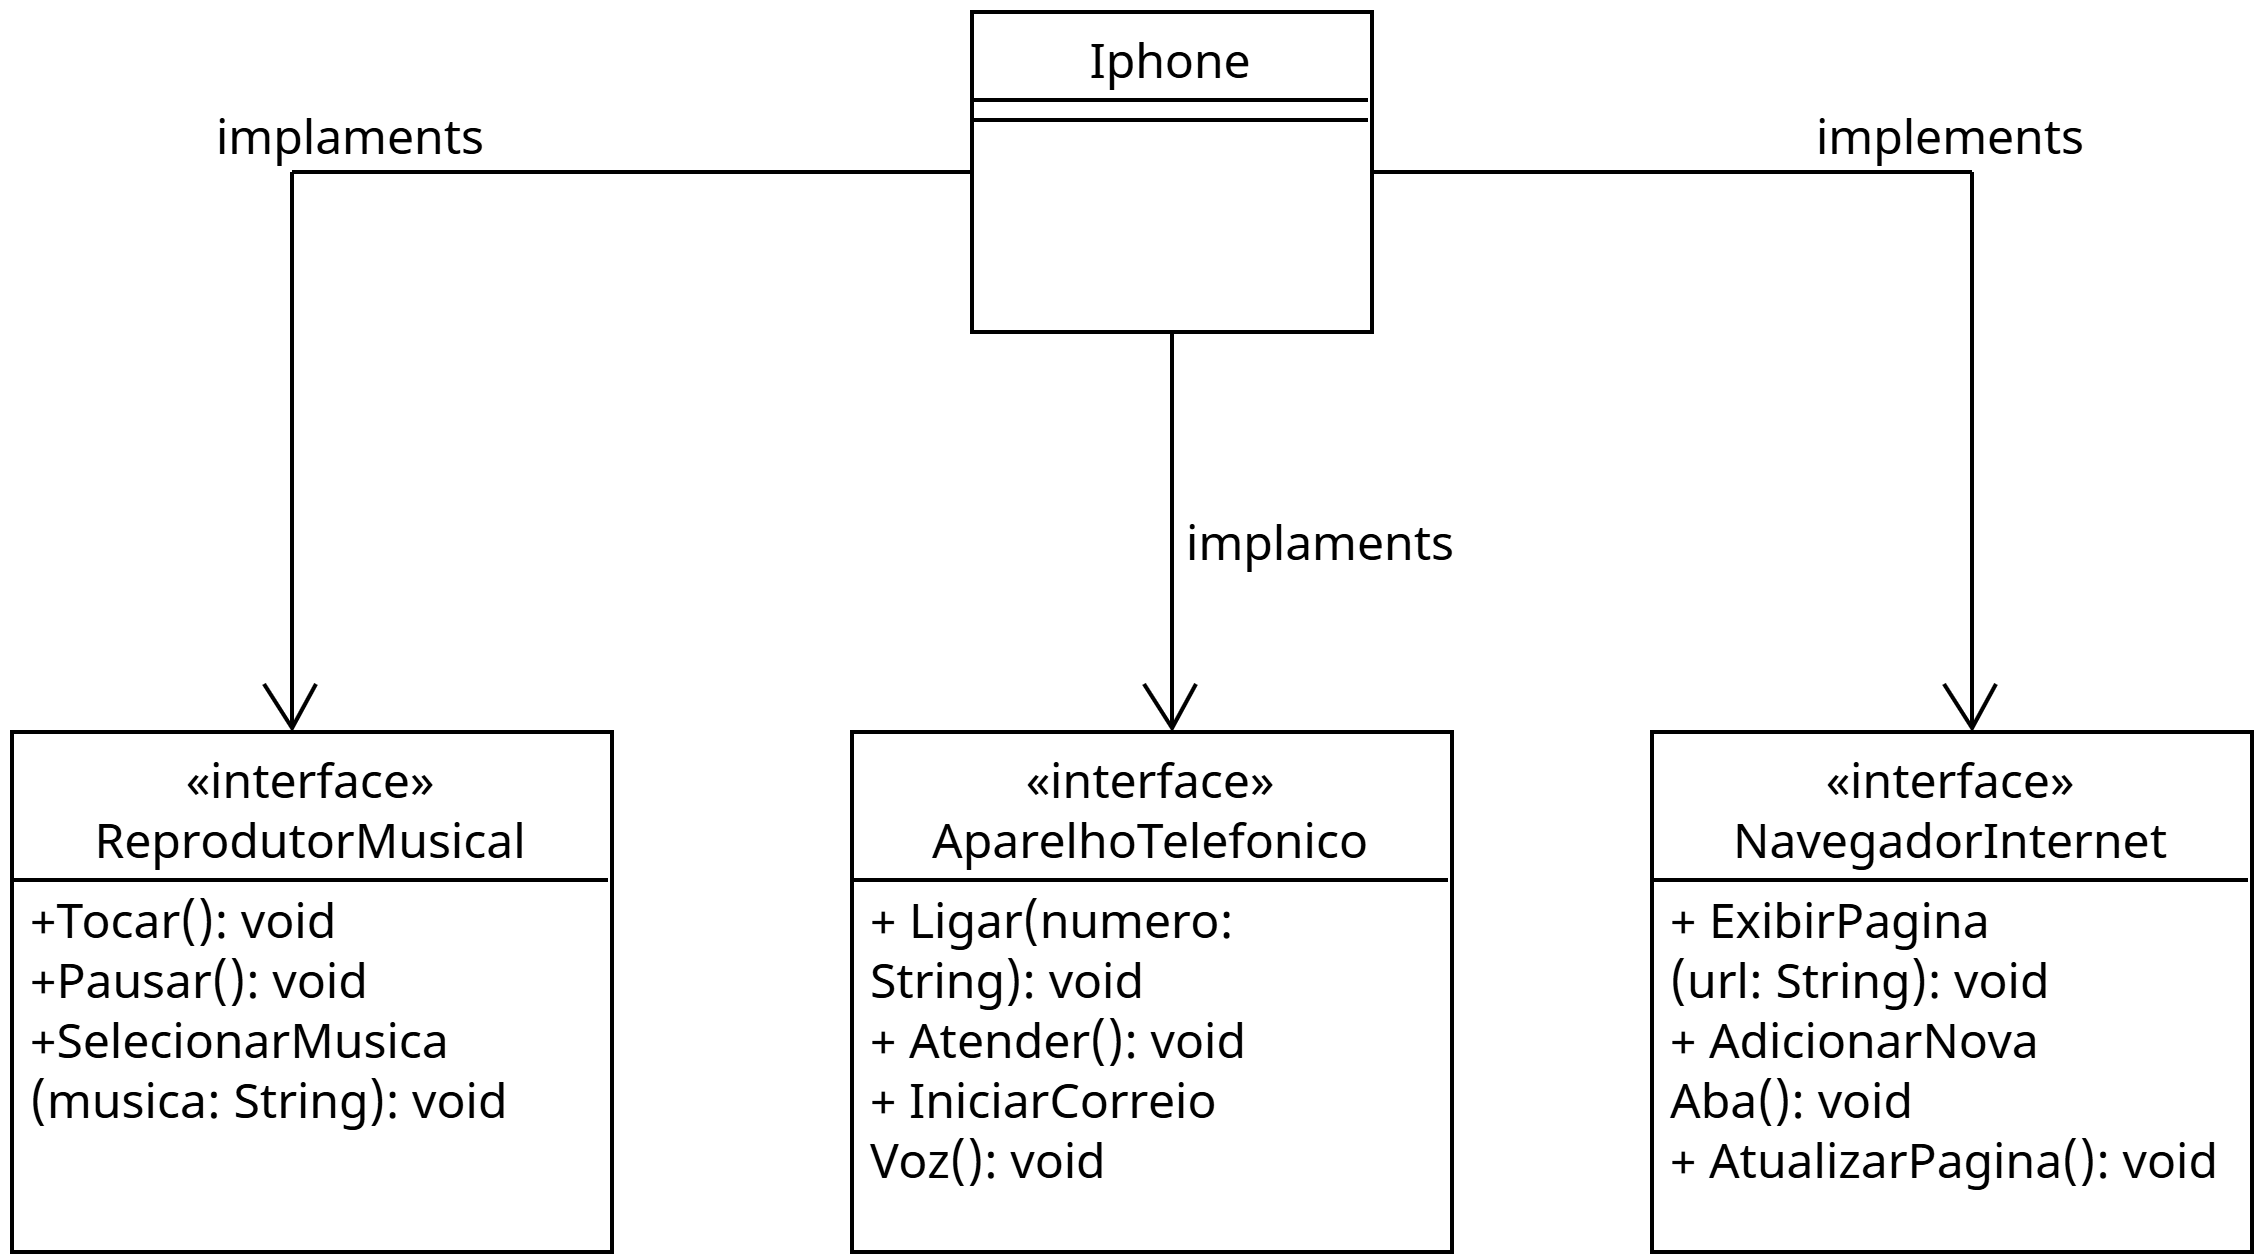 Iphone
implaments
implements
implaments
«interface»
ReprodutorMusical
+Tocar(): void
+Pausar(): void
+SelecionarMusica
(musica: String): void
«interface»
AparelhoTelefonico
+ Ligar(numero:
String): void
+ Atender(): void
+ IniciarCorreio
Voz(): void
«interface»
NavegadorInternet
+ ExibirPagina
(url: String): void
+ AdicionarNova
Aba(): void
+ AtualizarPagina(): void